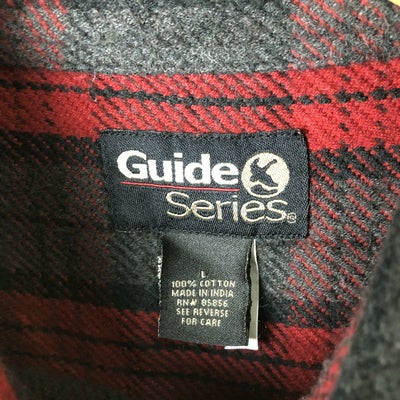 Guide
Series®
L
100% COTTON
MADE IN INDIA
RN# 85856
SEE REVERSE
FOR CARE